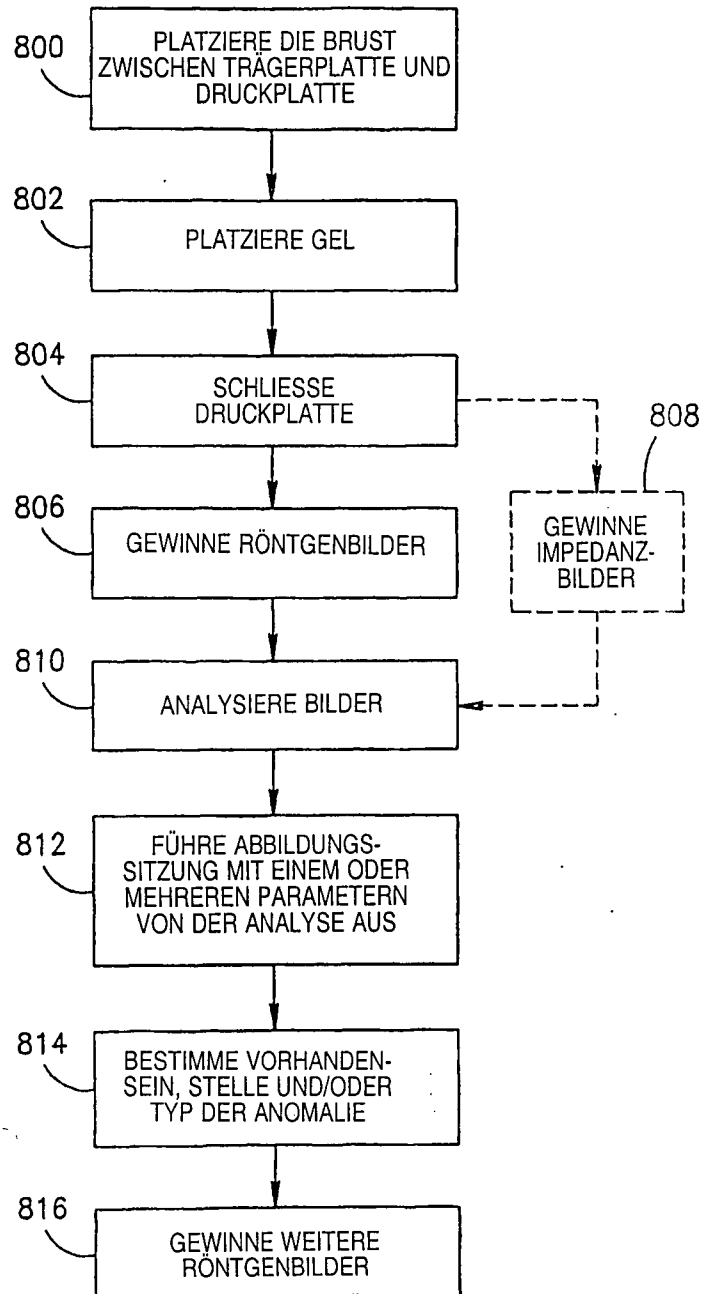 800
PLATZIERE DIE BRUST
ZWISCHEN TRÄGERPLATTE UND
DRUCKPLATTE
802
PLATZIERE GEL
804
SCHLIESSE
DRUCKPLATTE
808
806
GEWINNE RÖNTGENBILDER
GEWINNE
IMPEDANZ-
BILDER
810
ANALYSIERE BILDER
812
FÜHRE ABBILDUNGS-
SITZUNG MIT EINEM ODER
MEHREREN PARAMETERN
VON DER ANALYSE AUS
814
BESTIMME VORHANDEN-
SEIN, STELLE UND/ODER
TYP DER ANOMALIE
816
GEWINNE WEITERE
RÖNTGENBILDER